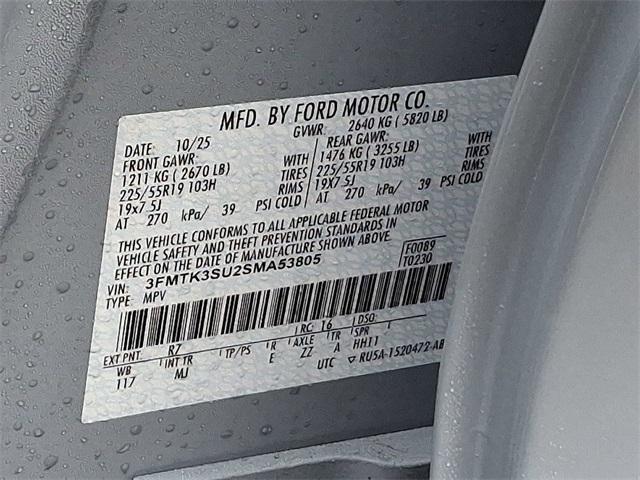 MFD. BY FORD MOTOR CO.
DATE: 10/25 GVWR: 2640 KG ( 5820 LB)
FRONT GAWR: WITH REAR GAWR: WITH
1211 KG ( 2670 LB) TIRES 1476 KG ( 3255 LB) TIRES
225/55R19 103H RIMS 225/55R19 103H RIMS
19x7.5J 19X7.5J
AT 270 kPa/ 39 PSI COLD AT 270 kPa/ 39 PSI COLD
THIS VEHICLE CONFORMS TO ALL APPLICABLE FEDERAL MOTOR
VEHICLE SAFETY AND THEFT PREVENTION STANDARDS IN
EFFECT ON THE DATE OF MANUFACTURE SHOWN ABOVE.
VIN: 3FMTK3SU2SMA53805 F0089
TYPE: MPV T0230
RC: 16 DSO:
EXT PNT: R7
WB INT TR TP/PS R AXLE TR SPR
117 MJ E ZZ A HH11
UTC ▽ RU5A-1520472-AB